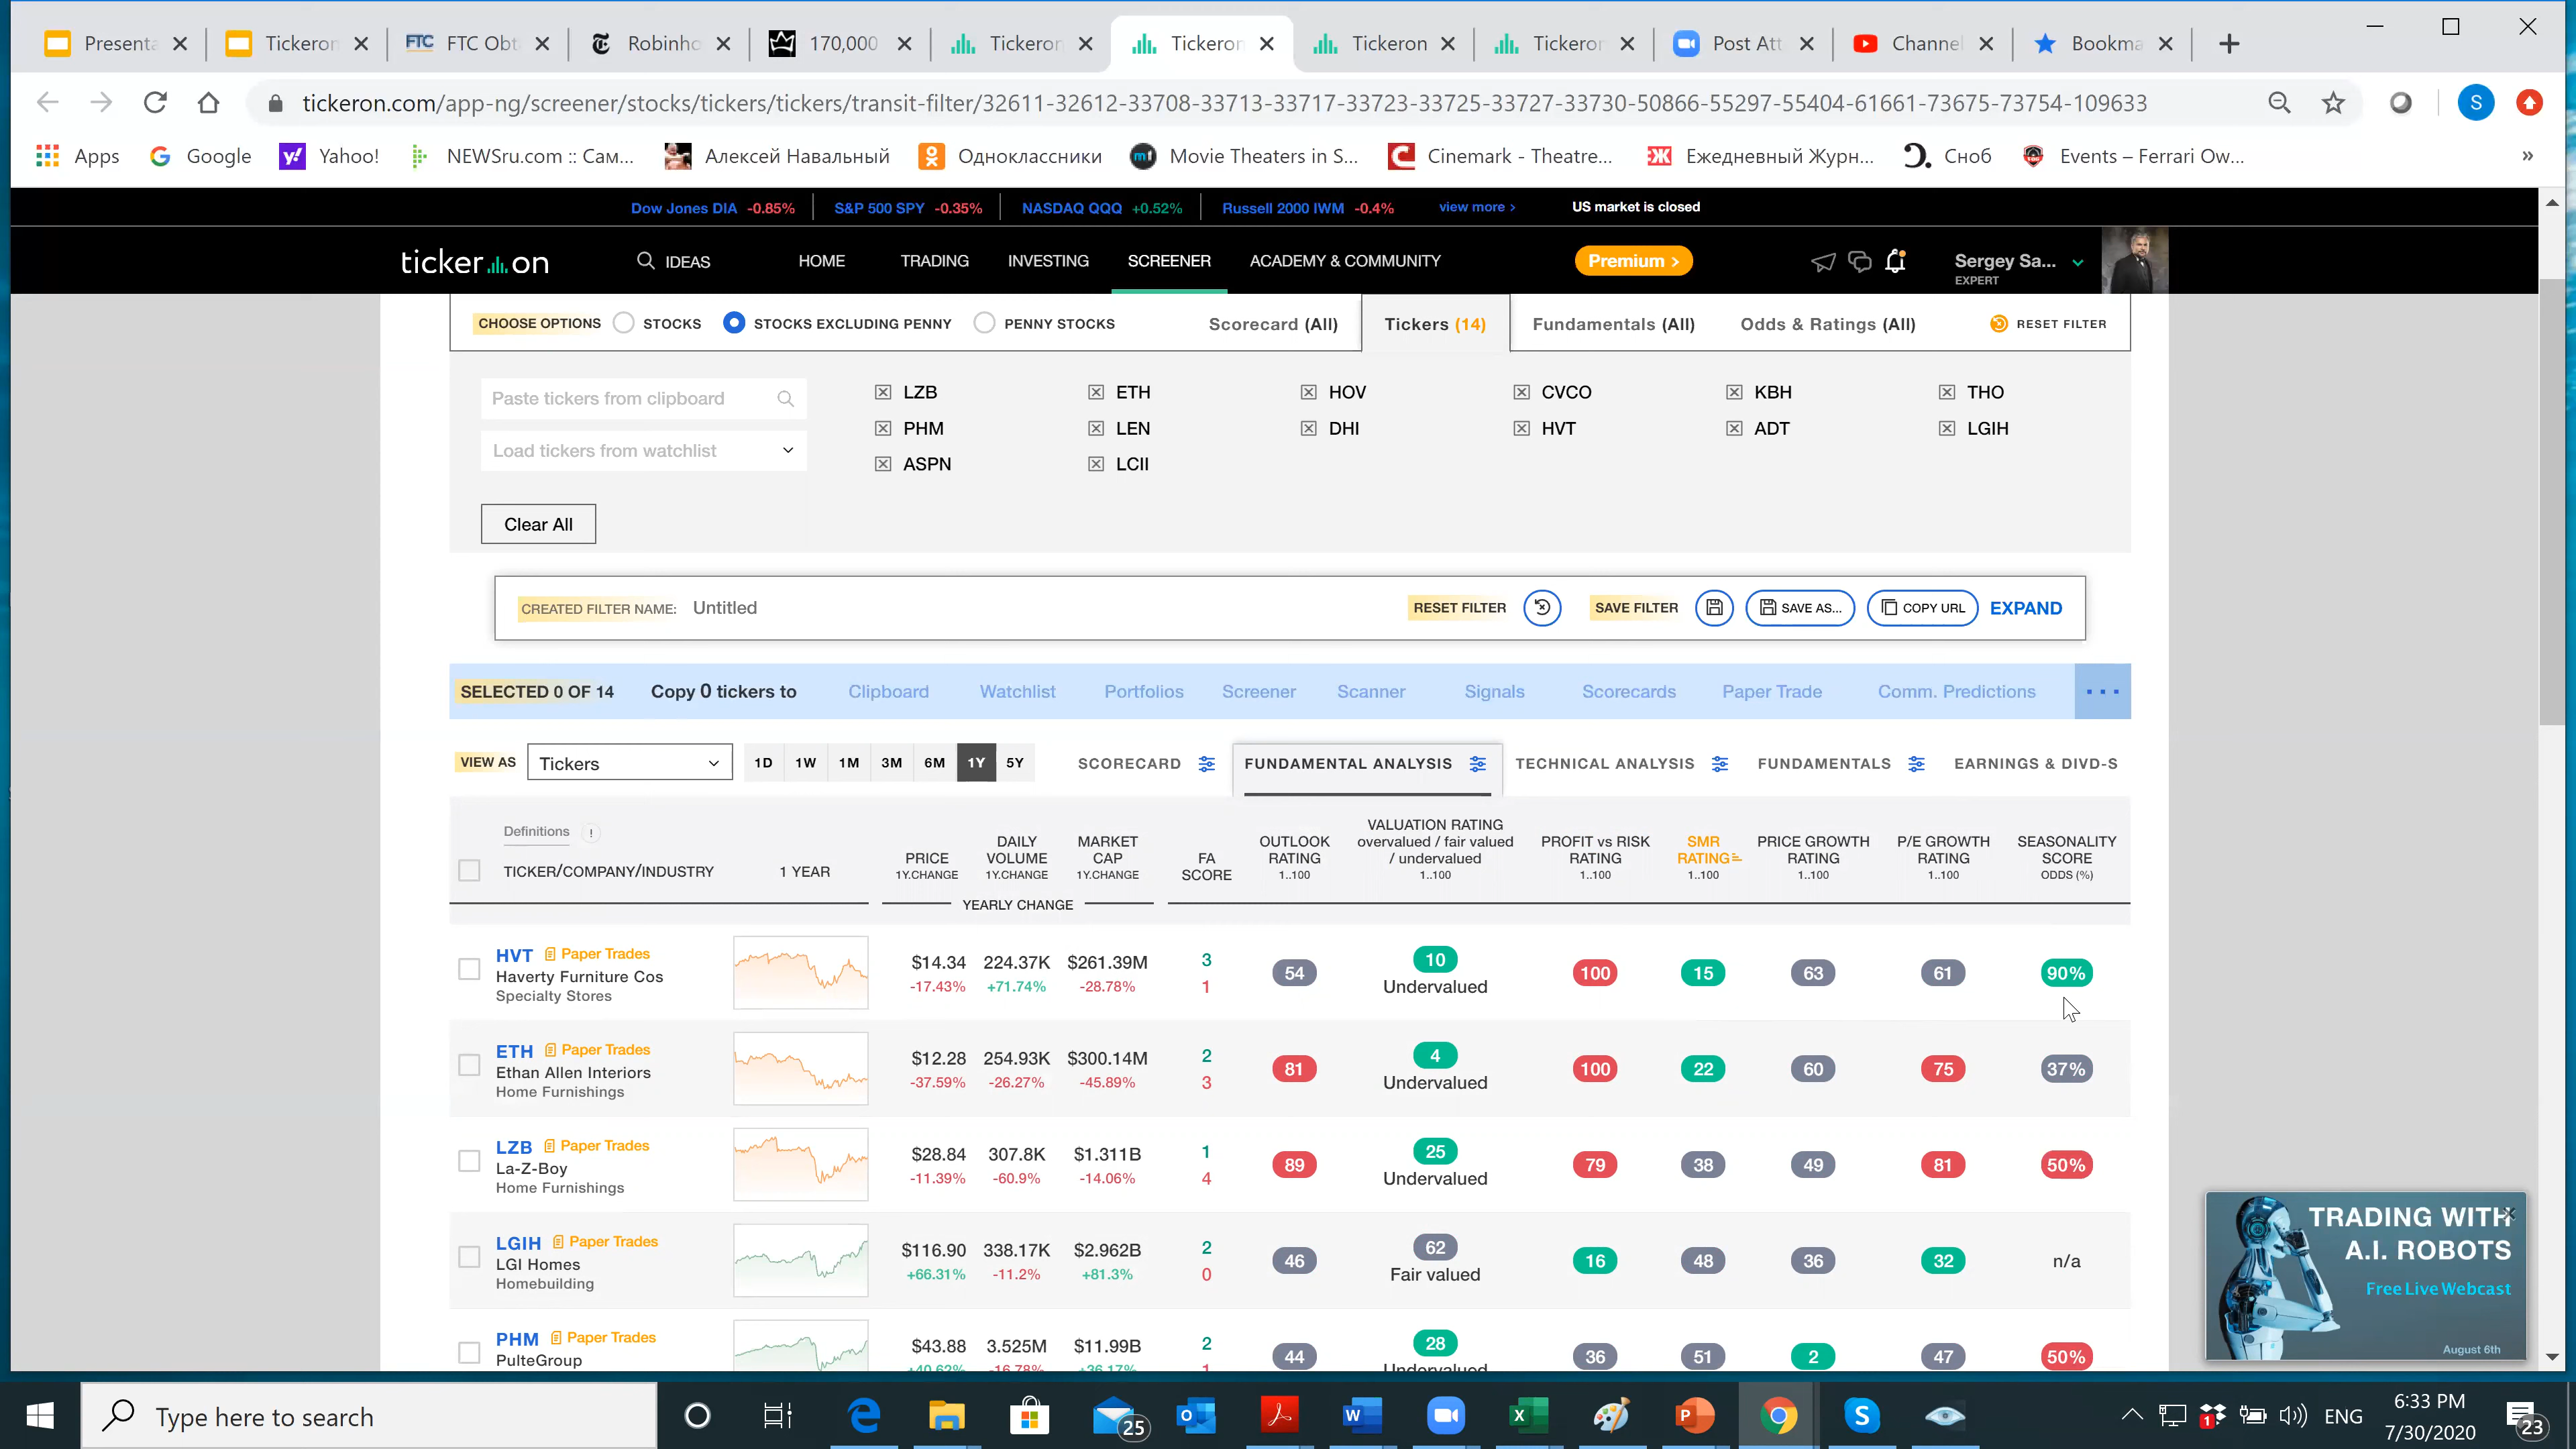 Presenta
Tickeron
FTC FTC Obt
Robinho
170,000
Tickeron
Tickeron
Tickeron
Tickeron
Post Att
Channel
Bookma
tickeron.com/app-ng/screener/stocks/tickers/tickers/transit-filter/32611-32612-33708-33713-33717-33723-33725-33727-33730-50866-55297-55404-61661-73675-73754-109633
S
Apps
Google
Yahoo!
NEWSru.com :: Сам...
Алексей Навальный
Одноклассники
Movie Theaters in S...
Cinemark - Theatre...
Ежедневный Журн...
Сноб
Events – Ferrari Ow...
»
Dow Jones DIA -0.85%
S&P 500 SPY -0.35%
NASDAQ QQQ +0.52%
Russell 2000 IWM -0.4%
view more >
US market is closed
tickeron
IDEAS
HOME
TRADING
INVESTING
SCREENER
ACADEMY & COMMUNITY
Premium >
Sergey Sa...
EXPERT
CHOOSE OPTIONS
STOCKS
STOCKS EXCLUDING PENNY
PENNY STOCKS
Scorecard (All)
Tickers (14)
Fundamentals (All)
Odds & Ratings (All)
RESET FILTER
Paste tickers from clipboard
Load tickers from watchlist
LZB ETH HOV CVCO KBH THO
PHM LEN DHI HVT ADT LGIH
ASPN LCII
Clear All
CREATED FILTER NAME: Untitled
RESET FILTER
SAVE FILTER
SAVE AS...
COPY URL
EXPAND
SELECTED 0 OF 14
Copy 0 tickers to
Clipboard
Watchlist
Portfolios
Screener
Scanner
Signals
Scorecards
Paper Trade
Comm. Predictions
...
VIEW AS
Tickers
1D 1W 1M 3M 6M 1Y 5Y
SCORECARD
FUNDAMENTAL ANALYSIS
TECHNICAL ANALYSIS
FUNDAMENTALS
EARNINGS & DIVD-S
Definitions !
TICKER/COMPANY/INDUSTRY
1 YEAR
PRICE
1Y.CHANGE
DAILY
VOLUME
1Y.CHANGE
MARKET
CAP
1Y.CHANGE
YEARLY CHANGE
FA
SCORE
OUTLOOK
RATING
1..100
VALUATION RATING
overvalued / fair valued
/ undervalued
1..100
PROFIT vs RISK
RATING
1..100
SMR
RATING
1..100
PRICE GROWTH
RATING
1..100
P/E GROWTH
RATING
1..100
SEASONALITY
SCORE
ODDS (%)
HVT Paper Trades
Haverty Furniture Cos
Specialty Stores
$14.34 224.37K $261.39M 3
-17.43% +71.74% -28.78% 1
54
10
Undervalued
100 15 63 61 90%
ETH Paper Trades
Ethan Allen Interiors
Home Furnishings
$12.28 254.93K $300.14M 2
-37.59% -26.27% -45.89% 3
81
4
Undervalued
100 22 60 75 37%
LZB Paper Trades
La-Z-Boy
Home Furnishings
$28.84 307.8K $1.311B 1
-11.39% -60.9% -14.06% 4
89
25
Undervalued
79 38 49 81 50%
LGIH Paper Trades
LGI Homes
Homebuilding
$116.90 338.17K $2.962B 2
+66.31% -11.2% +81.3% 0
46
62
Fair valued
16 48 36 32 n/a
PHM Paper Trades
PulteGroup
$43.88 3.525M $11.99B 2
+40.62% -16.78% +36.17% 1
44
28
Undervalued
36 51 2 47 50%
TRADING WITH
A.I. ROBOTS
Free Live Webcast
August 6th
Type here to search
25
1
ENG
6:33 PM
7/30/2020
23